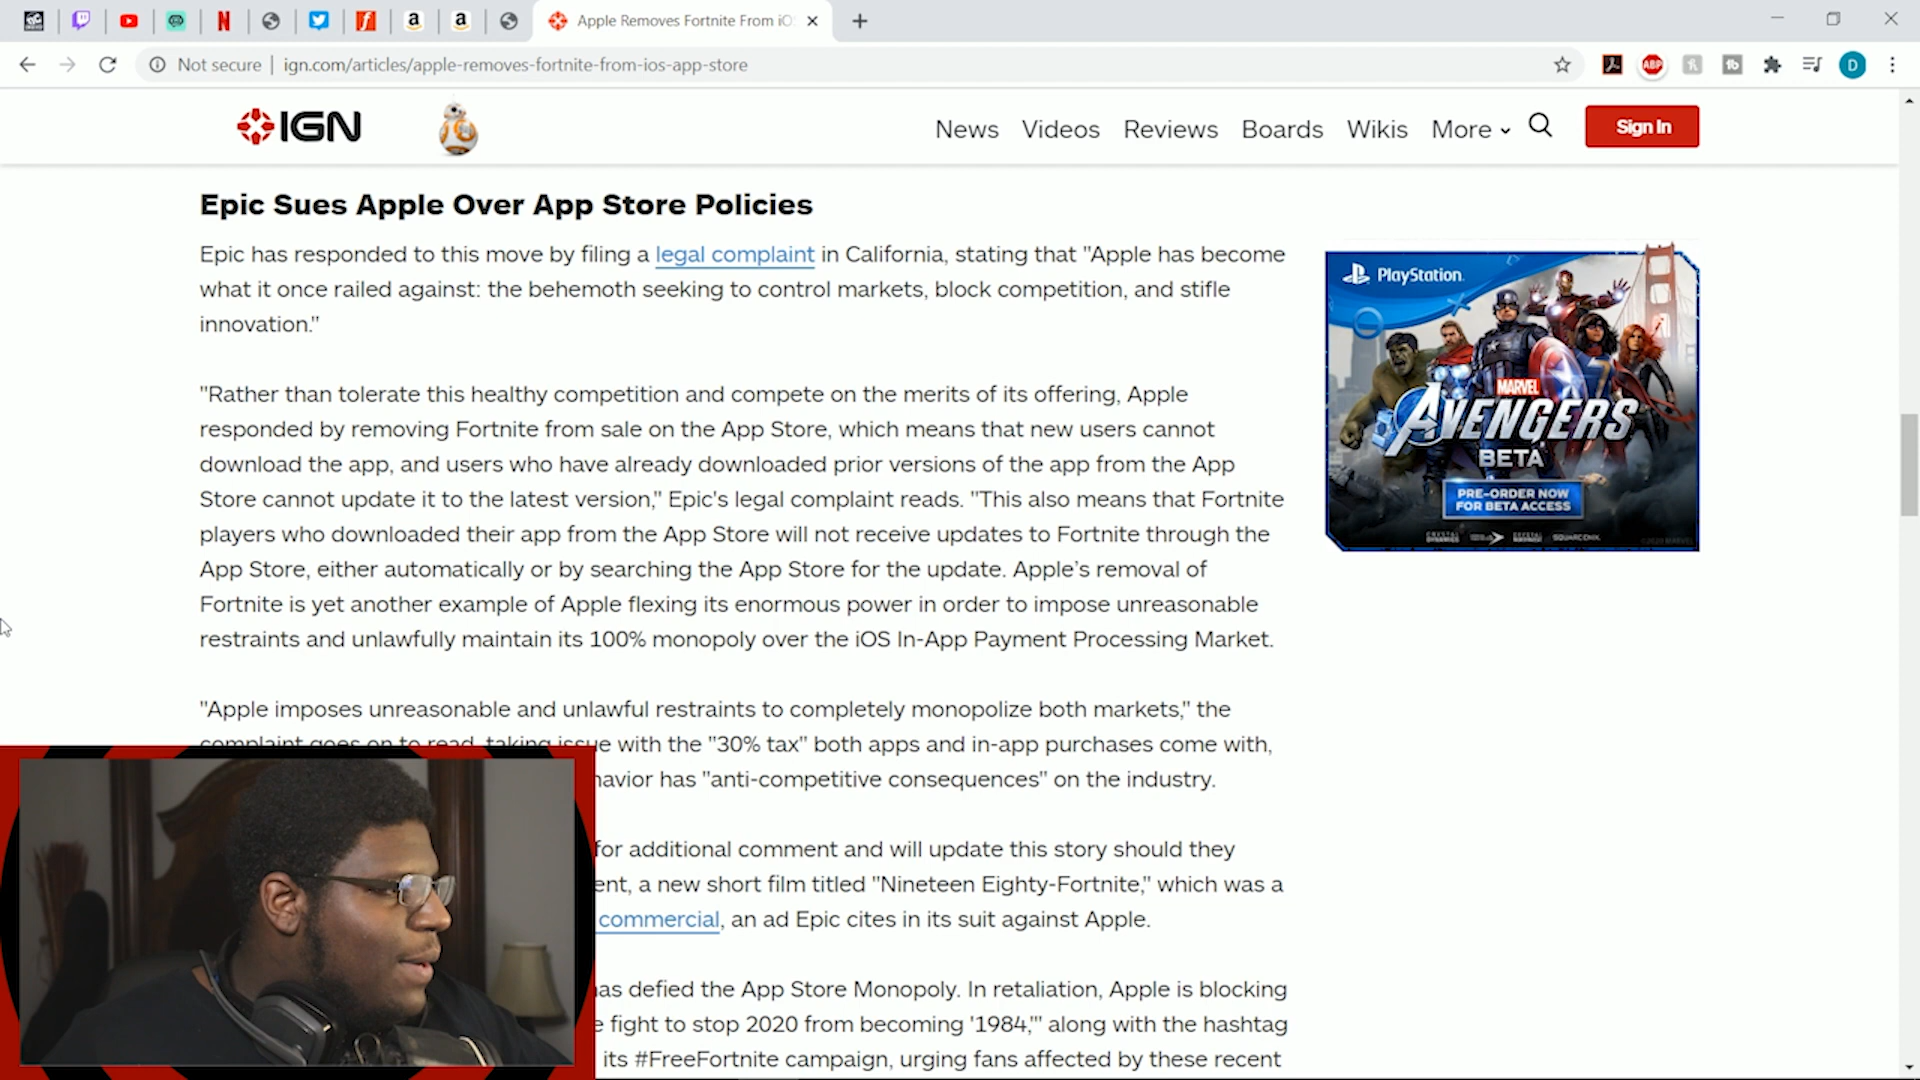 Apple Removes Fortnite From iO
Not secure
ign.com/articles/apple-removes-fortnite-from-ios-app-store
ABP
D
IGN
News Videos Reviews Boards Wikis More
Sign In
Epic Sues Apple Over App Store Policies
Epic has responded to this move by filing a legal complaint in California, stating that "Apple has become
what it once railed against: the behemoth seeking to control markets, block competition, and stifle
innovation."
"Rather than tolerate this healthy competition and compete on the merits of its offering, Apple
responded by removing Fortnite from sale on the App Store, which means that new users cannot
download the app, and users who have already downloaded prior versions of the app from the App
Store cannot update it to the latest version," Epic's legal complaint reads. "This also means that Fortnite
players who downloaded their app from the App Store will not receive updates to Fortnite through the
App Store, either automatically or by searching the App Store for the update. Apple’s removal of
Fortnite is yet another example of Apple flexing its enormous power in order to impose unreasonable
restraints and unlawfully maintain its 100% monopoly over the iOS In-App Payment Processing Market.
"Apple imposes unreasonable and unlawful restraints to completely monopolize both markets," the
complaint goes on to read, taking issue with the "30% tax" both apps and in-app purchases come with,
has "anti-competitive consequences" on the industry.
for additional comment and will update this story should they
a new short film titled "Nineteen Eighty-Fortnite," which was a
commercial, an ad Epic cites in its suit against Apple.
has defied the App Store Monopoly. In retaliation, Apple is blocking
fight to stop 2020 from becoming '1984,'" along with the hashtag
its #FreeFortnite campaign, urging fans affected by these recent
PlayStation
MARVEL
AVENGERS
BETA
PRE-ORDER NOW
FOR BETA ACCESS